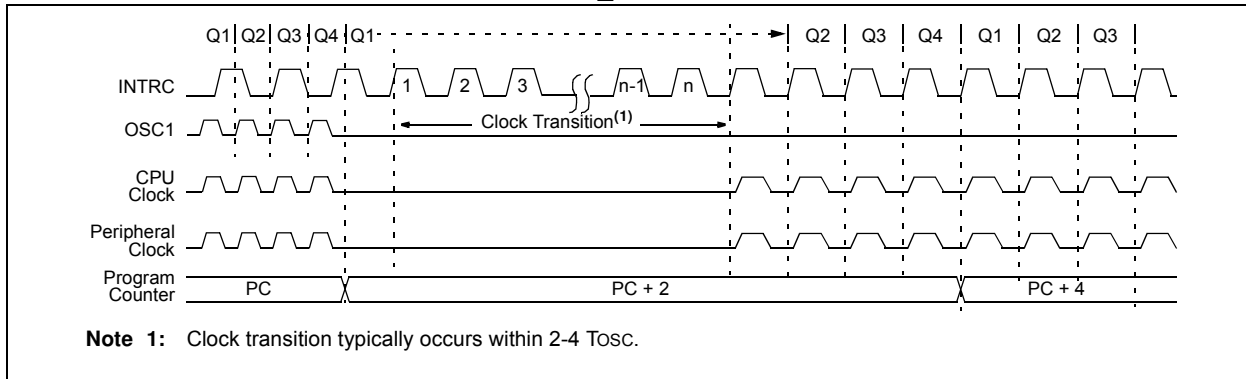 Q1 Q2 Q3 Q4 Q1 Q2 Q3 Q4 Q1 Q2 Q3
INTRC 1 2 3 n-1 n
OSC1 Clock Transition(1)
CPU
Clock
Peripheral
Clock
Program
Counter PC PC + 2 PC + 4
Note 1: Clock transition typically occurs within 2-4 TOSC.